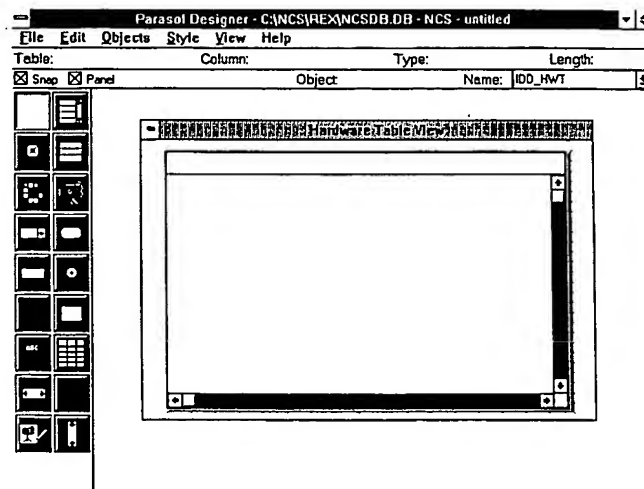 Parasol Designer - C:\NCS\REX\NCSDB.DB - NCS - untitled
File Edit Objects Style View Help
Table: Column: Type: Length:
Snap Panel Object Name: IDD_HWT
Hardware Table View
ABC